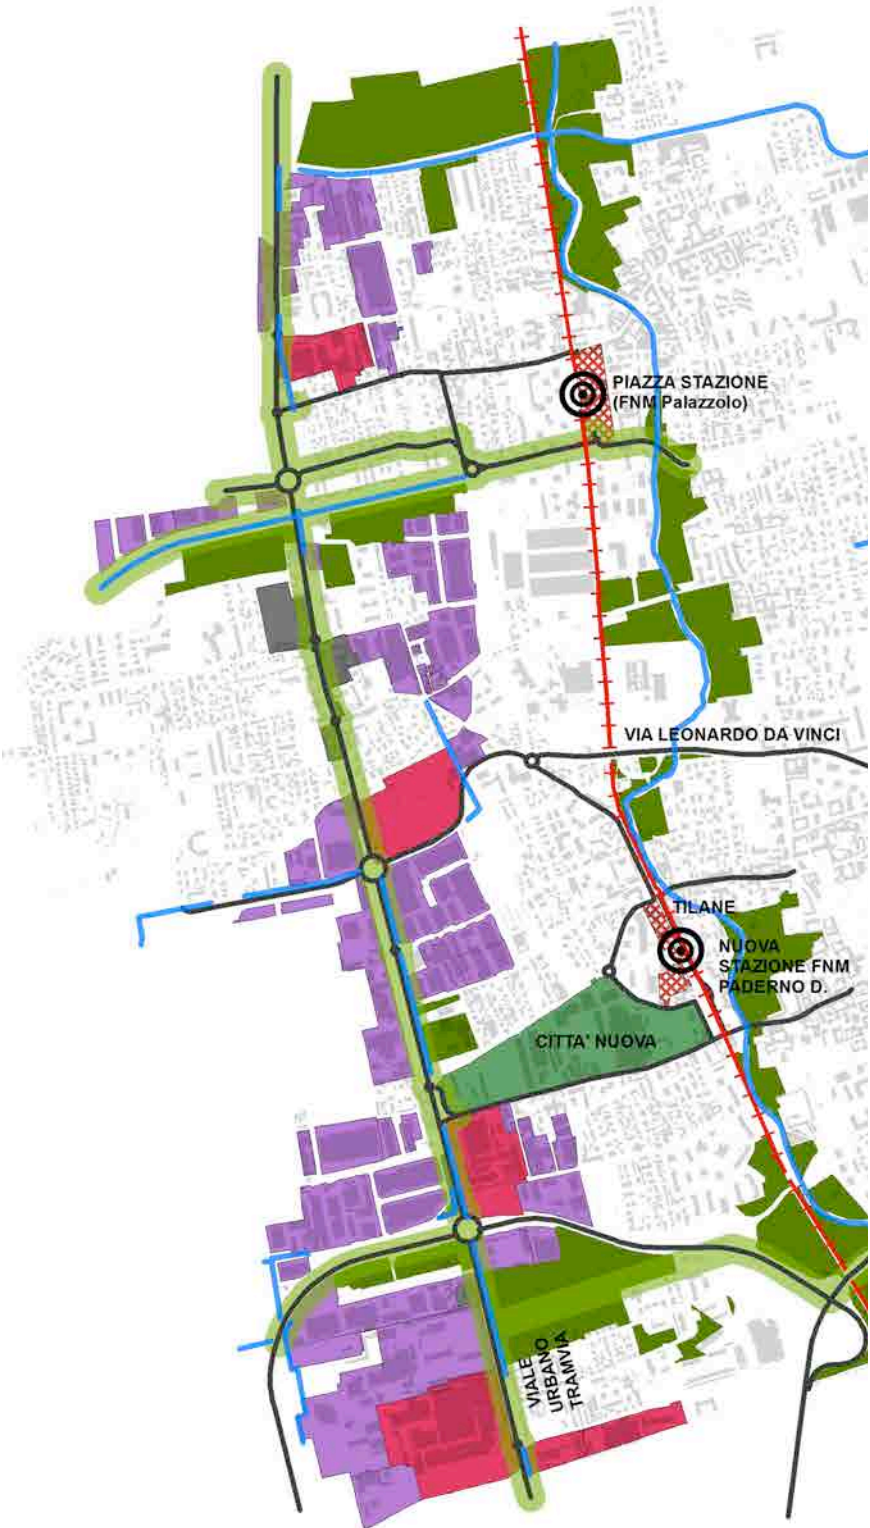 PIAZZA STAZIONE
(FNM Palazzolo)
VIA LEONARDO DA VINCI
TILANE
NUOVA
STAZIONE FNM
PADERNO D.
CITTA' NUOVA
VIALE
URBANO
TRAMVIA